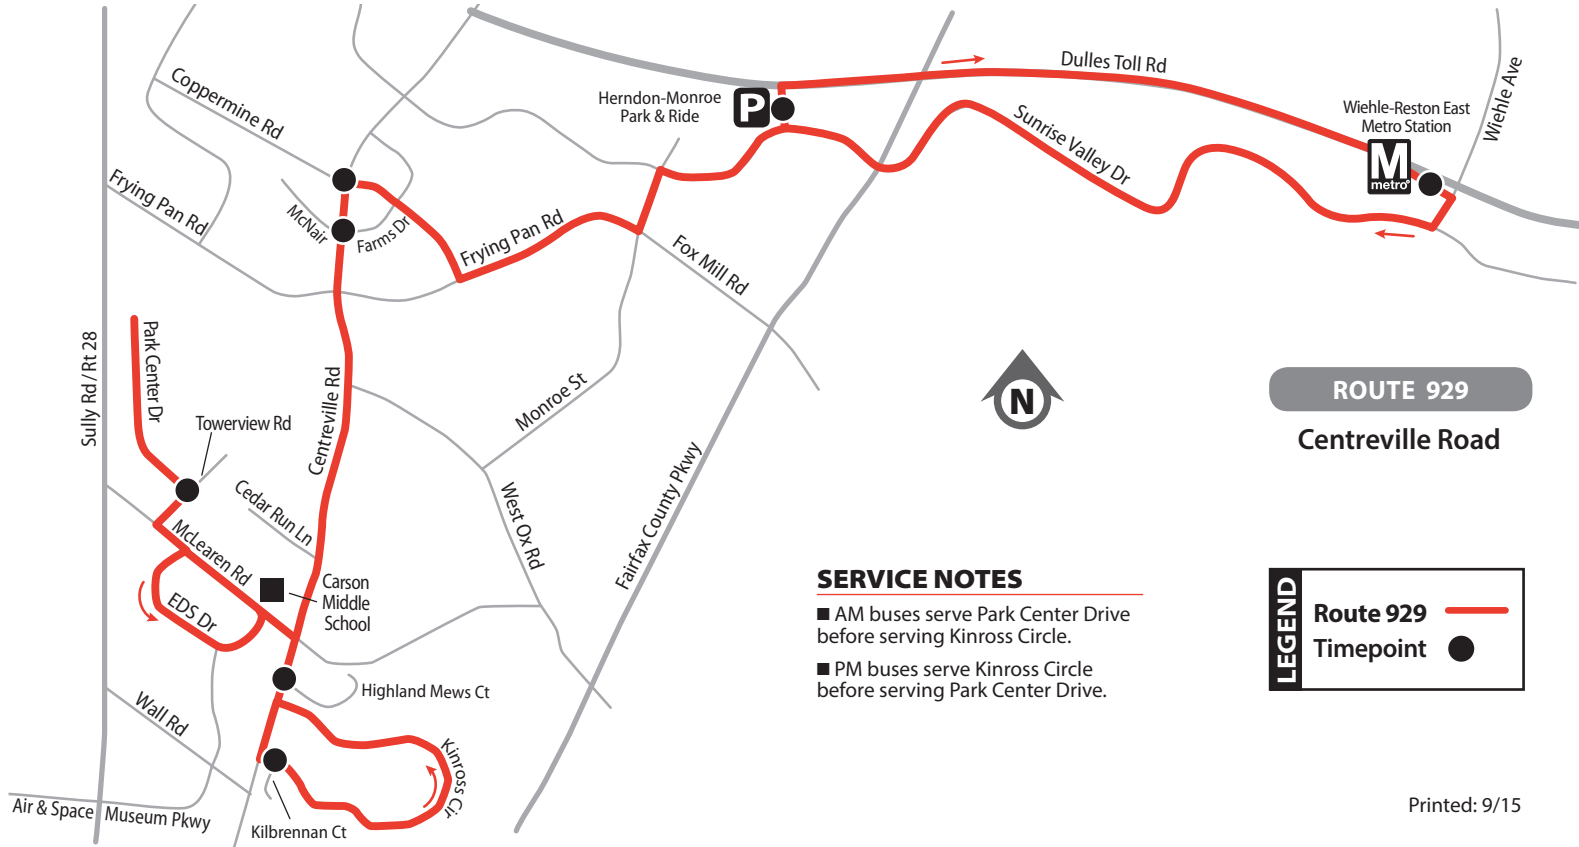 Coppermine Rd
Frying Pan Rd
McNair
Farms Dr
Frying Pan Rd
Herndon-Monroe
Park & Ride
P
Dulles Toll Rd
Sunrise Valley Dr
Wiehle-Reston East
Metro Station
M
metro®
Wiehle Ave
Fox Mill Rd
Monroe St
West Ox Rd
Fairfax County Pkwy
Sully Rd / Rt 28
Park Center Dr
Towerview Rd
Centreville Rd
Cedar Run Ln
McLearen Rd
EDS Dr
Carson
Middle
School
Highland Mews Ct
Wall Rd
Kinross Cir
Kilbrennan Ct
Air & Space Museum Pkwy
N
ROUTE 929
Centreville Road
SERVICE NOTES
■ AM buses serve Park Center Drive
before serving Kinross Circle.
■ PM buses serve Kinross Circle
before serving Park Center Drive.
LEGEND
Route 929
Timepoint
Printed: 9/15